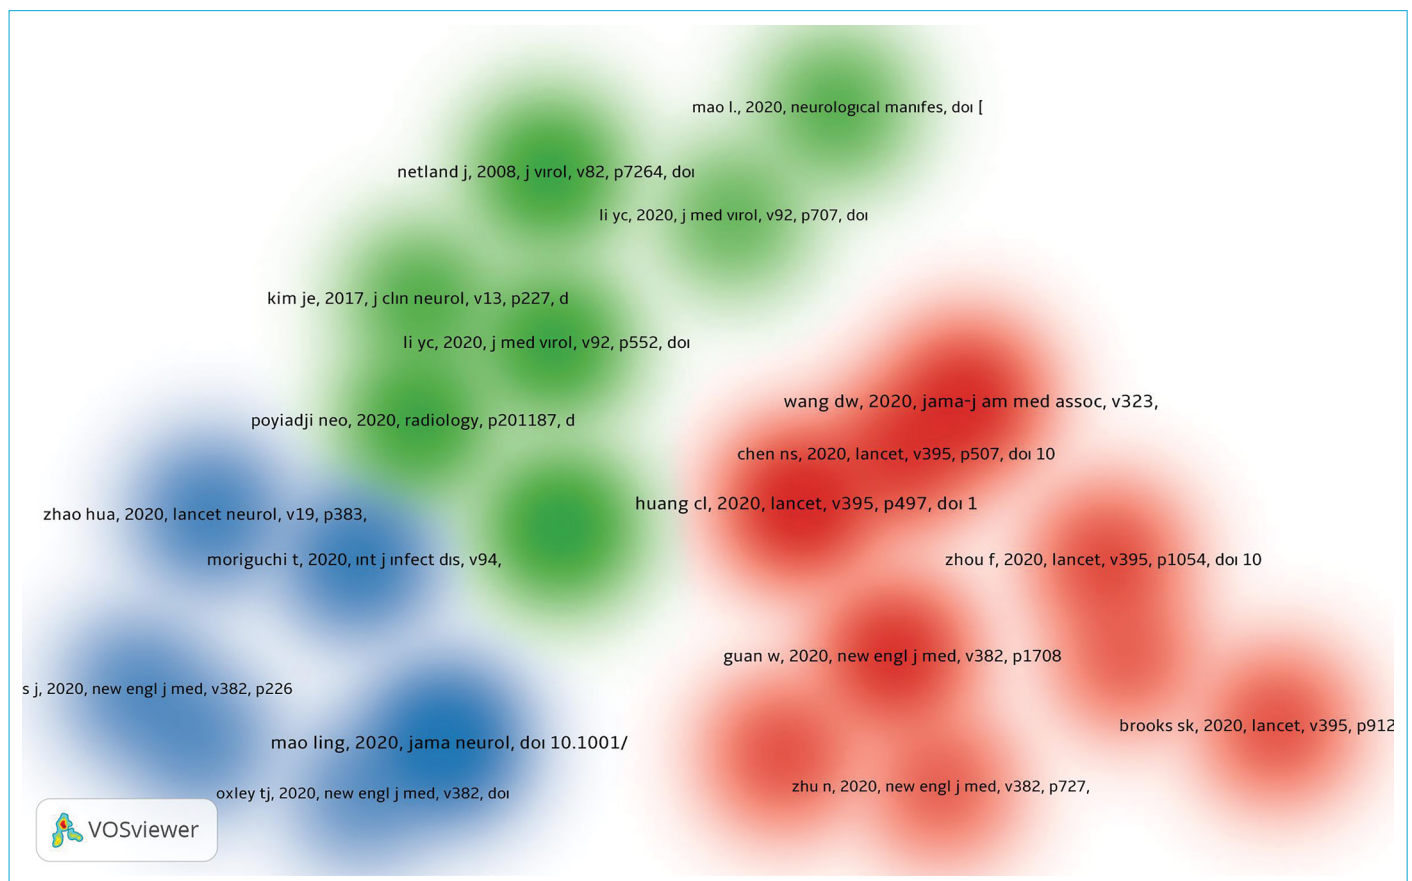 mao l., 2020, neurological manifes, doi [
netland j, 2008, j virol, v82, p7264, doi
li yc, 2020, j med virol, v92, p707, doi
kim je, 2017, j clin neurol, v13, p227, d
li yc, 2020, j med virol, v92, p552, doi
wang dw, 2020, jama-j am med assoc, v323,
poyiadji neo, 2020, radiology, p201187, d
chen ns, 2020, lancet, v395, p507, doi 10
huang cl, 2020, lancet, v395, p497, doi 1
zhao hua, 2020, lancet neurol, v19, p383,
moriguchi t, 2020, int j infect dis, v94,
zhou f, 2020, lancet, v395, p1054, doi 10
guan w, 2020, new engl j med, v382, p1708
s j, 2020, new engl j med, v382, p226
brooks sk, 2020, lancet, v395, p912
mao ling, 2020, jama neurol, doi 10.1001/
zhu n, 2020, new engl j med, v382, p727,
oxley tj, 2020, new engl j med, v382, doi
VOSviewer